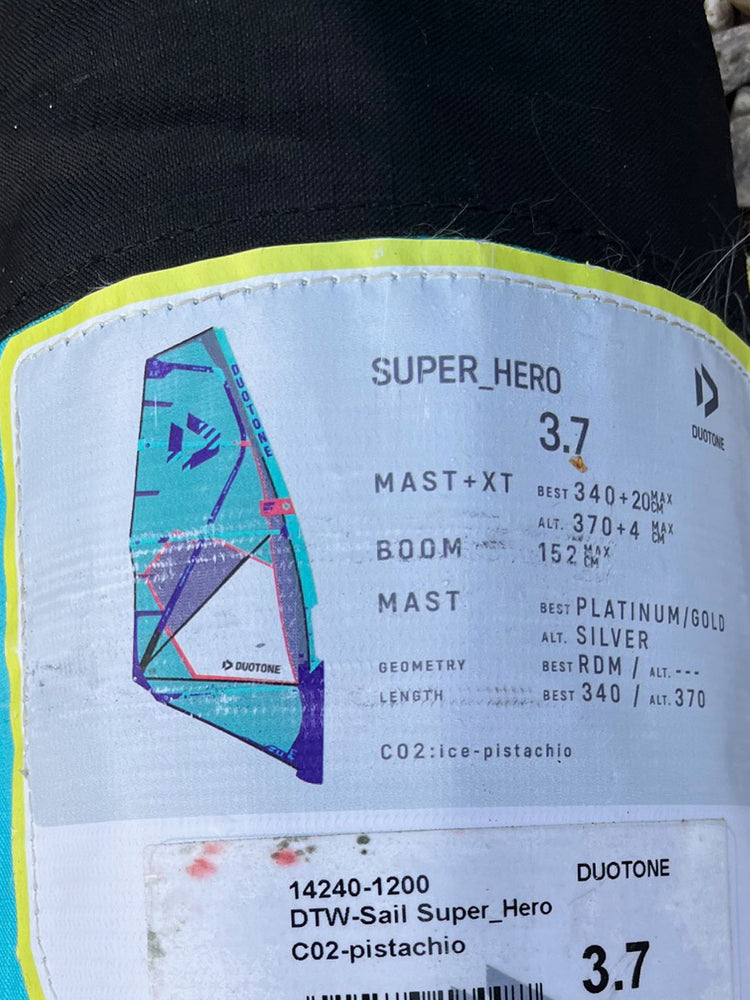 SUPER_HERO
3.7
DUOTONE
MAST+XT BEST 340+20 MAX CM
ALT. 370+4 MAX CM
BOOM 152 MAX CM
MAST BEST PLATINUM/GOLD
ALT. SILVER
GEOMETRY BEST RDM / ALT. ---
LENGTH BEST 340 / ALT. 370
C02:ice-pistachio
DUOTONE
DUOTONE
14240-1200
DUOTONE
DTW-Sail Super_Hero
C02-pistachio
3.7